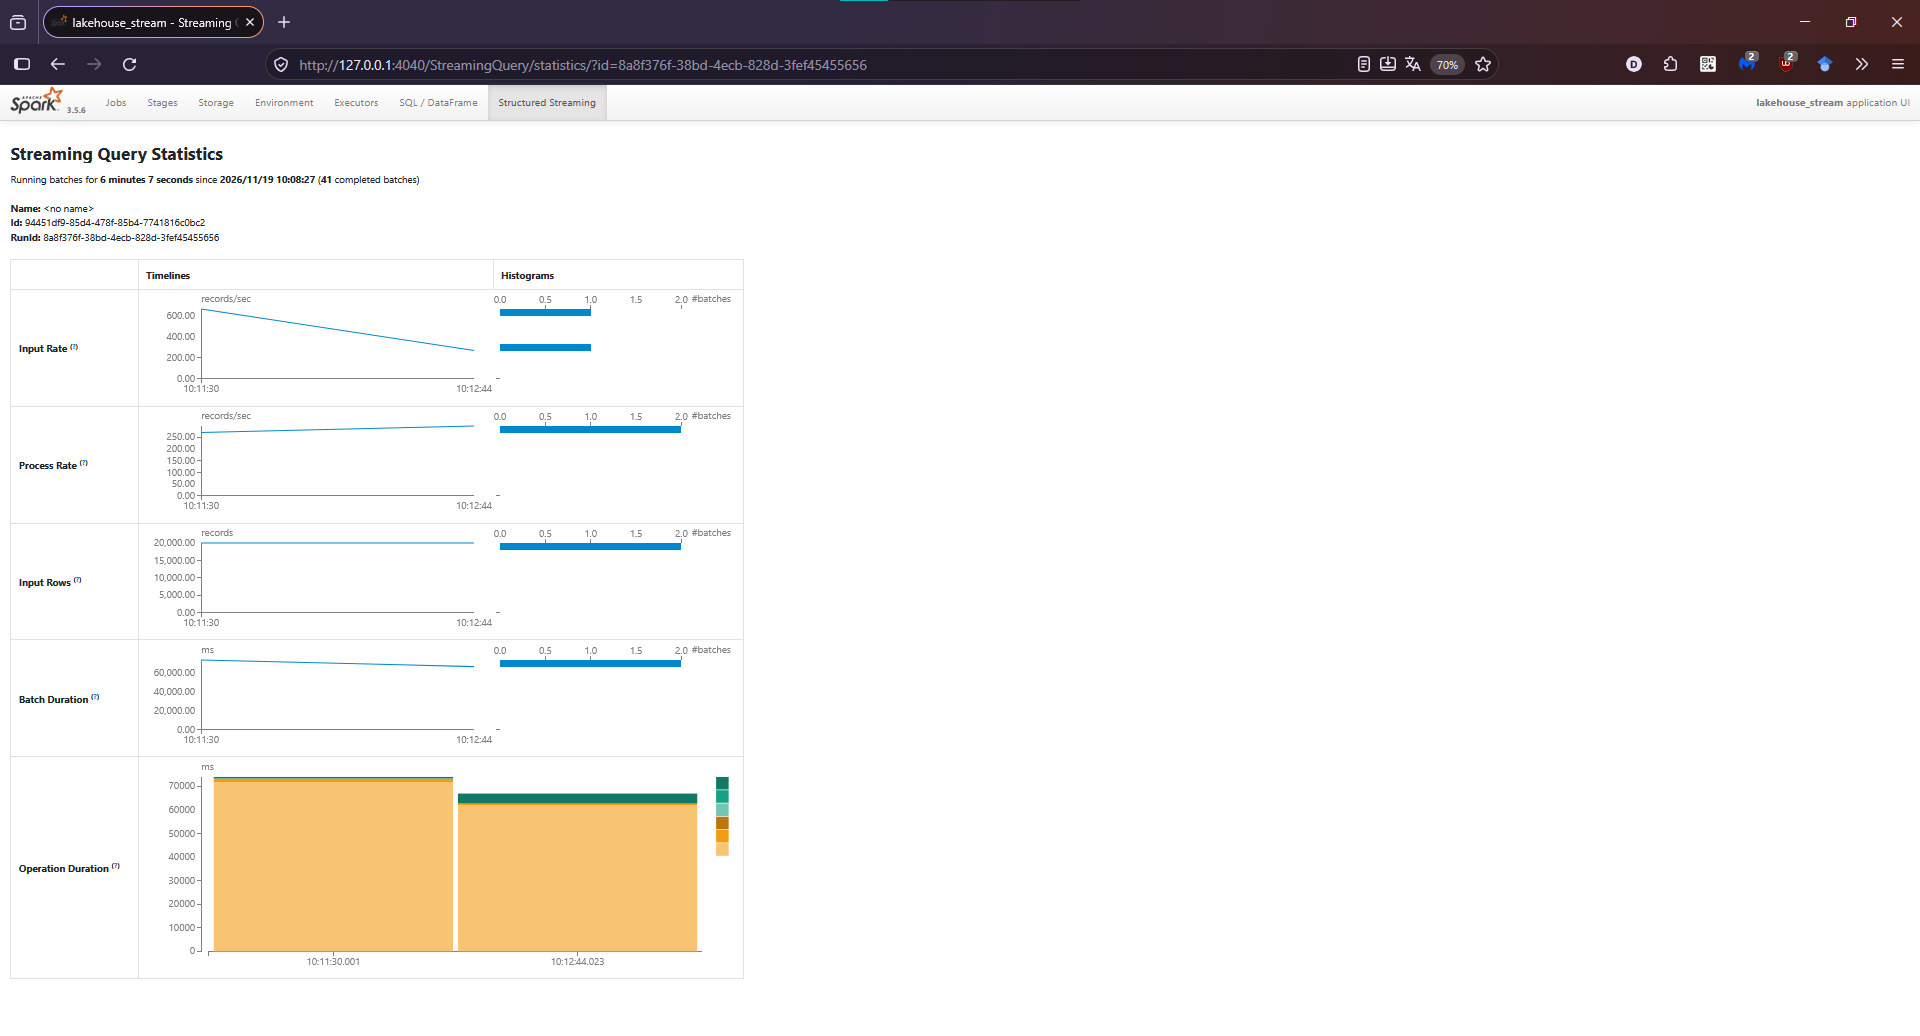 lakehouse_stream - Streaming
http://127.0.0.1:4040/StreamingQuery/statistics/?id=8a8f376f-38bd-4ecb-828d-3fef45455656
70%
D
2
2
APACHE Spark 3.5.6
Jobs
Stages
Storage
Environment
Executors
SQL / DataFrame
Structured Streaming
lakehouse_stream application UI
Streaming Query Statistics
Running batches for 6 minutes 7 seconds since 2026/11/19 10:08:27 (41 completed batches)
Name: <no name>
Id: 94451df9-85d4-478f-85b4-7741816c0bc2
RunId: 8a8f376f-38bd-4ecb-828d-3fef45455656
Timelines
Histograms
Input Rate (?)
records/sec
600.00
400.00
200.00
0.00
10:11:30
10:12:44
0.0 0.5 1.0 1.5 2.0 #batches
Process Rate (?)
records/sec
250.00
200.00
150.00
100.00
50.00
0.00
10:11:30
10:12:44
0.0 0.5 1.0 1.5 2.0 #batches
Input Rows (?)
records
20,000.00
15,000.00
10,000.00
5,000.00
0.00
10:11:30
10:12:44
0.0 0.5 1.0 1.5 2.0 #batches
Batch Duration (?)
ms
60,000.00
40,000.00
20,000.00
0.00
10:11:30
10:12:44
0.0 0.5 1.0 1.5 2.0 #batches
Operation Duration (?)
ms
70000
60000
50000
40000
30000
20000
10000
0
10:11:30.001
10:12:44.023